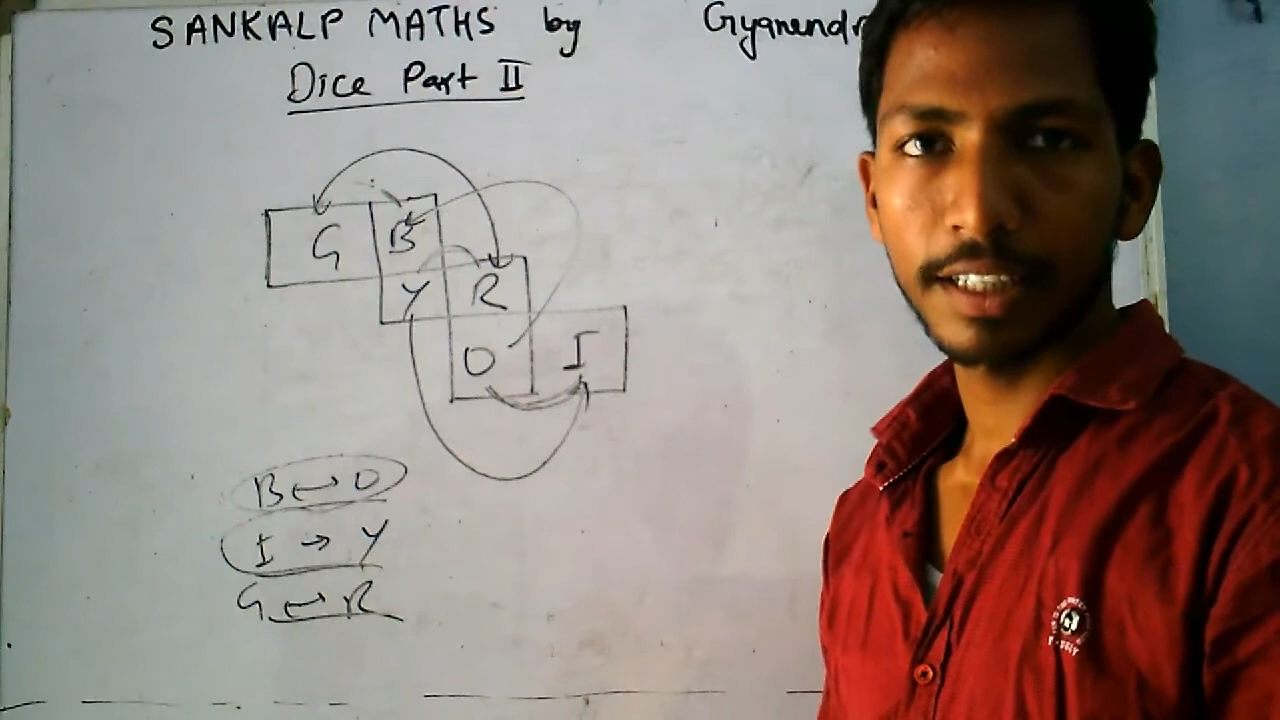 SANKALP MATHS by Gyanendr
Dice Part II
G B
Y R
O I
B ↔ O
I → Y
G ↔ R